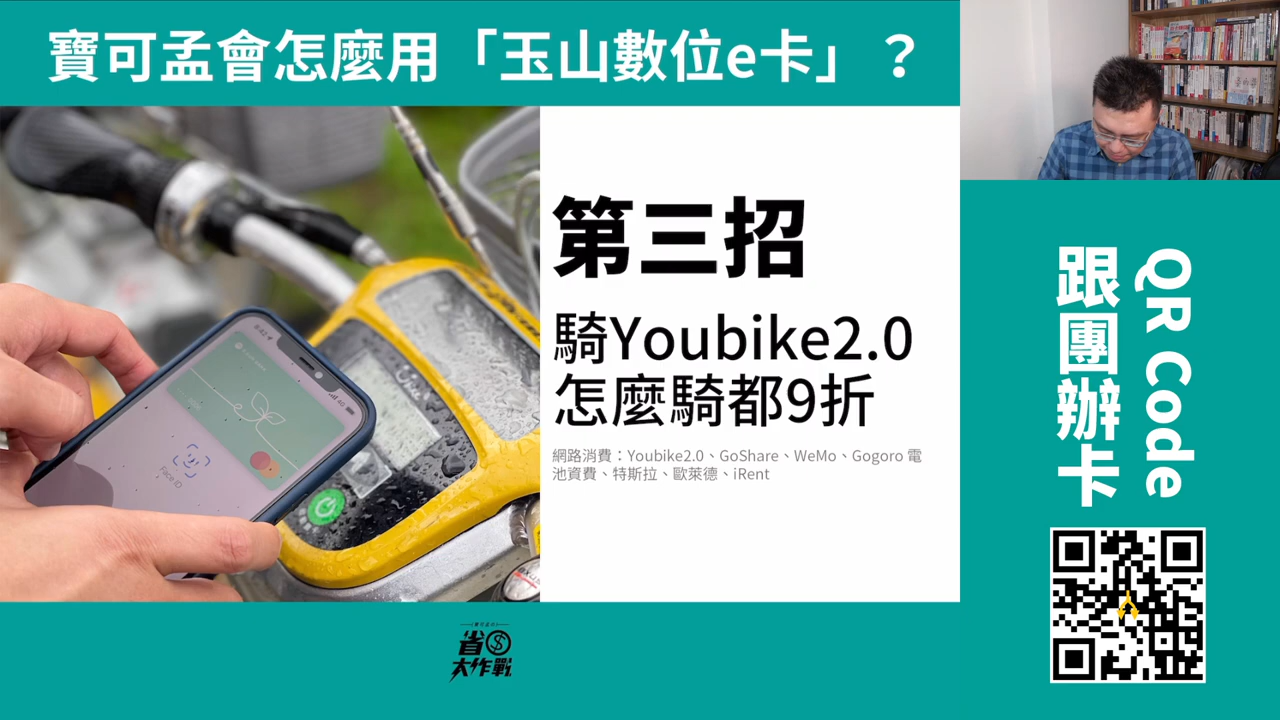 寶可孟會怎麼用「玉山數位e卡」？
第三招
騎Youbike2.0
怎麼騎都9折
網路消費：Youbike2.0、GoShare、WeMo、Gogoro 電
池資費、特斯拉、歐萊德、iRent
QR Code
跟團辦卡
Face ID
省$
大作戰